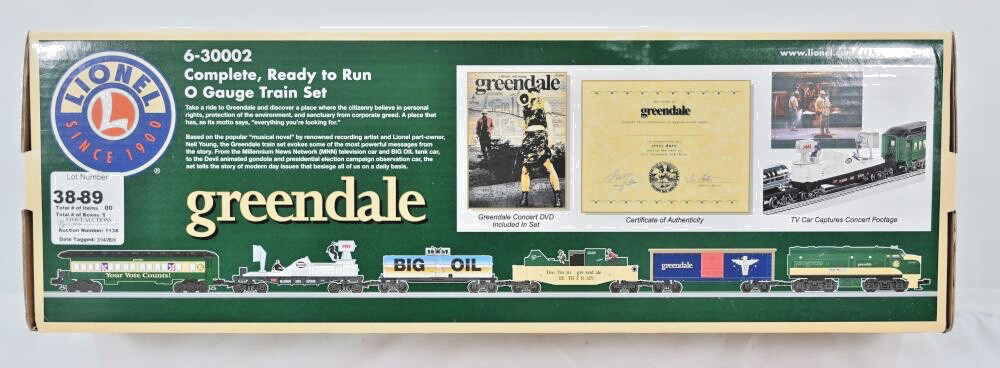 LIONEL
L
SINCE 1900
®
6-30002
Complete, Ready to Run
O Gauge Train Set
Take a ride to Greendale and discover a place where the citizenry believe in personal
rights, protection of the environment, and sanctuary from corporate greed. A place that
has, as its motto says, "everything you're looking for."
Based on the popular "musical novel" by renowned recording artist and Lionel part-owner,
Neil Young, the Greendale train set evokes some of the most powerful messages from
the story. From the Millennium News Network (MNN) television car and BIG OIL tank car,
to the Devil animated gondola and presidential election campaign observation car, the
set tells the story of modern day issues that besiege all of us on a daily basis.
greendale
Lot Number
38-89
Total # of Items 00
Total # of Boxes 1
STOUT AUCTIONS
Auction Number 1138
Date Tagged: 2/14/2024
www.lionel.com
greendale
Greendale Concert DVD
Included In Set
greendale
Certificate of Authenticity
TV Car Captures Concert Footage
Your Vote Counts!
BIG OIL
greendale